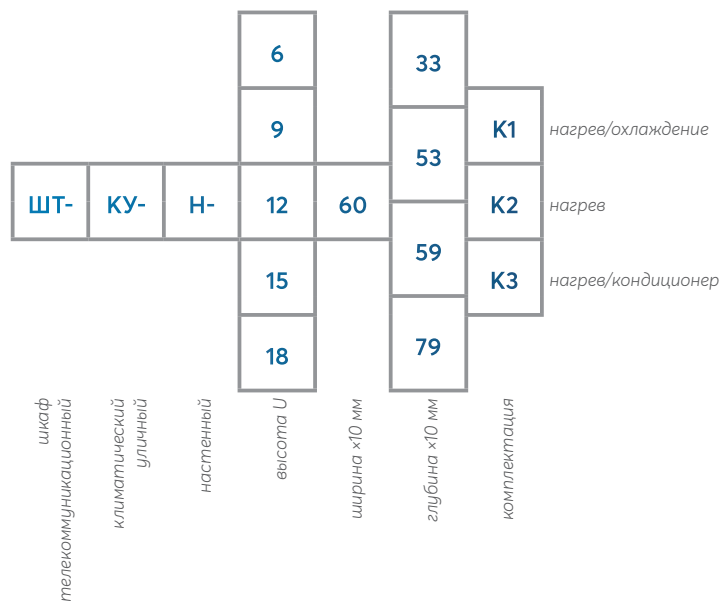 6
33
9
К1
нагрев/охлаждение
53
ШТ-
КУ-
Н-
12
60
К2
нагрев
59
15
К3
нагрев/кондиционер
18
79
шкаф
телекоммуникационный
климатический
уличный
настенный
высота U
ширина ×10 мм
глубина ×10 мм
комплектация